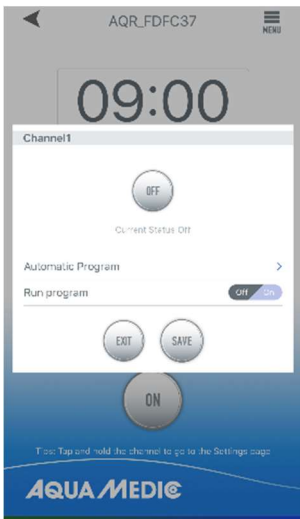 AQR_FDFC37
MENU
09:00
Channel1
OFF
Current Status Off
Automatic Program
Run program Off On
EXIT SAVE
ON
Tips: Tap and hold the channel to go to the Settings page
AQUA MEDIC